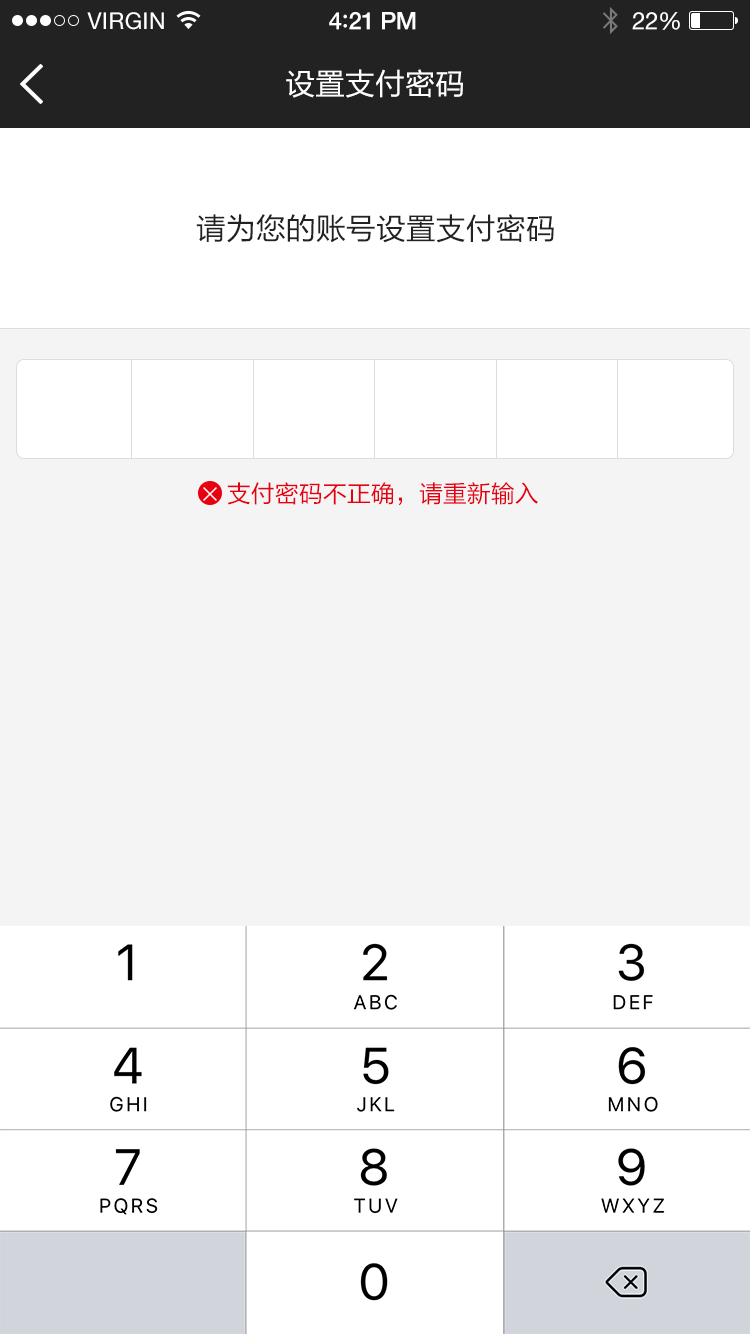 VIRGIN 4:21 PM 22%
设置支付密码
请为您的账号设置支付密码
支付密码不正确，请重新输入
1 2 3
ABC DEF
4 5 6
GHI JKL MNO
7 8 9
PQRS TUV WXYZ
0